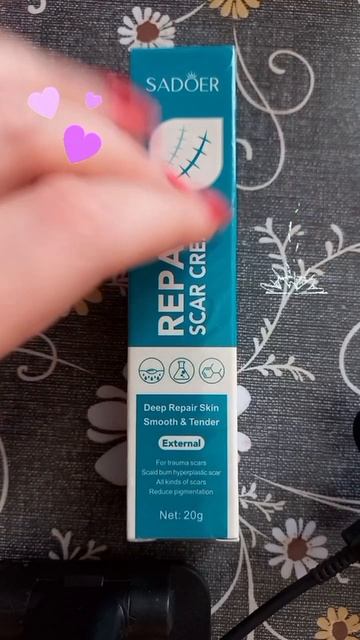 SADOER
REPA
SCAR CRE
Deep Repair Skin
Smooth & Tender
External
For trauma scars
Scald burn hyperplastic scar
All kinds of scars
Reduce pigmentation
Net: 20g